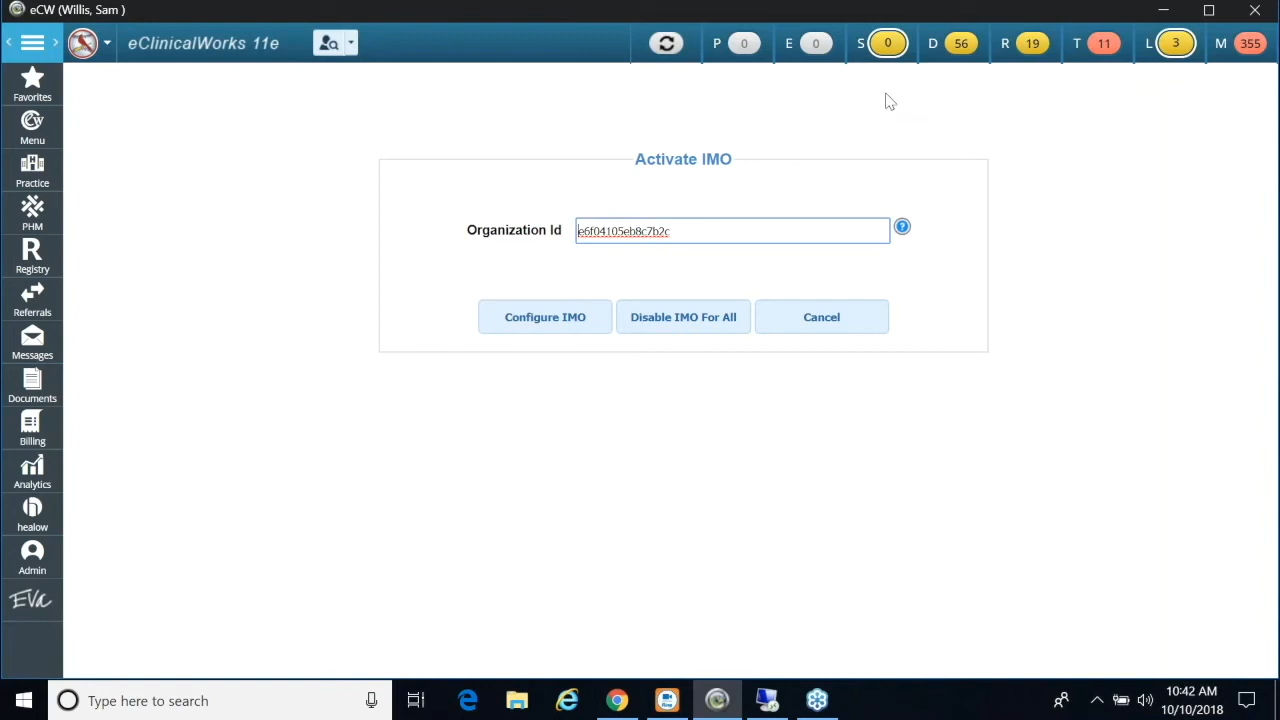 eCW (Willis, Sam )
eClinicalWorks 11e
P 0
E 0
S 0
D 56
R 19
T 11
L 3
M 355
Favorites
Menu
Practice
PHM
R
Registry
Referrals
Messages
Documents
Billing
Analytics
healow
Admin
EVA
Activate IMO
Organization Id e6f04105eb8c7b2c ?
Configure IMO Disable IMO For All Cancel
Type here to search
10:42 AM
10/10/2018